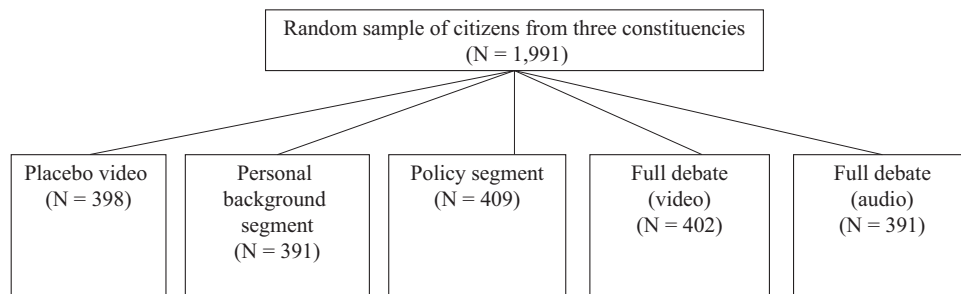 Random sample of citizens from three constituencies
(N = 1,991)
Placebo video
(N = 398)
Personal
background
segment
(N = 391)
Policy segment
(N = 409)
Full debate
(video)
(N = 402)
Full debate
(audio)
(N = 391)